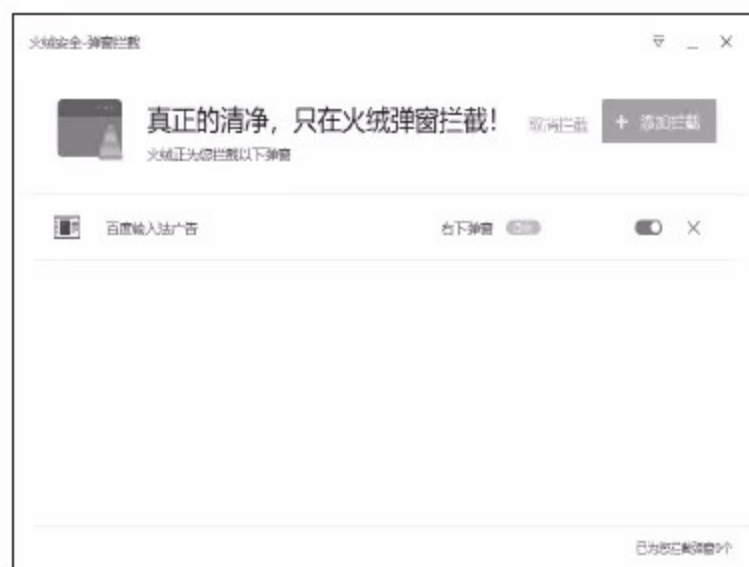 火绒安全-弹窗拦截
真正的清净，只在火绒弹窗拦截！
取消拦截
+ 添加拦截
火绒正为您拦截以下弹窗
百度输入法广告
右下弹窗
已为您拦截弹窗0个